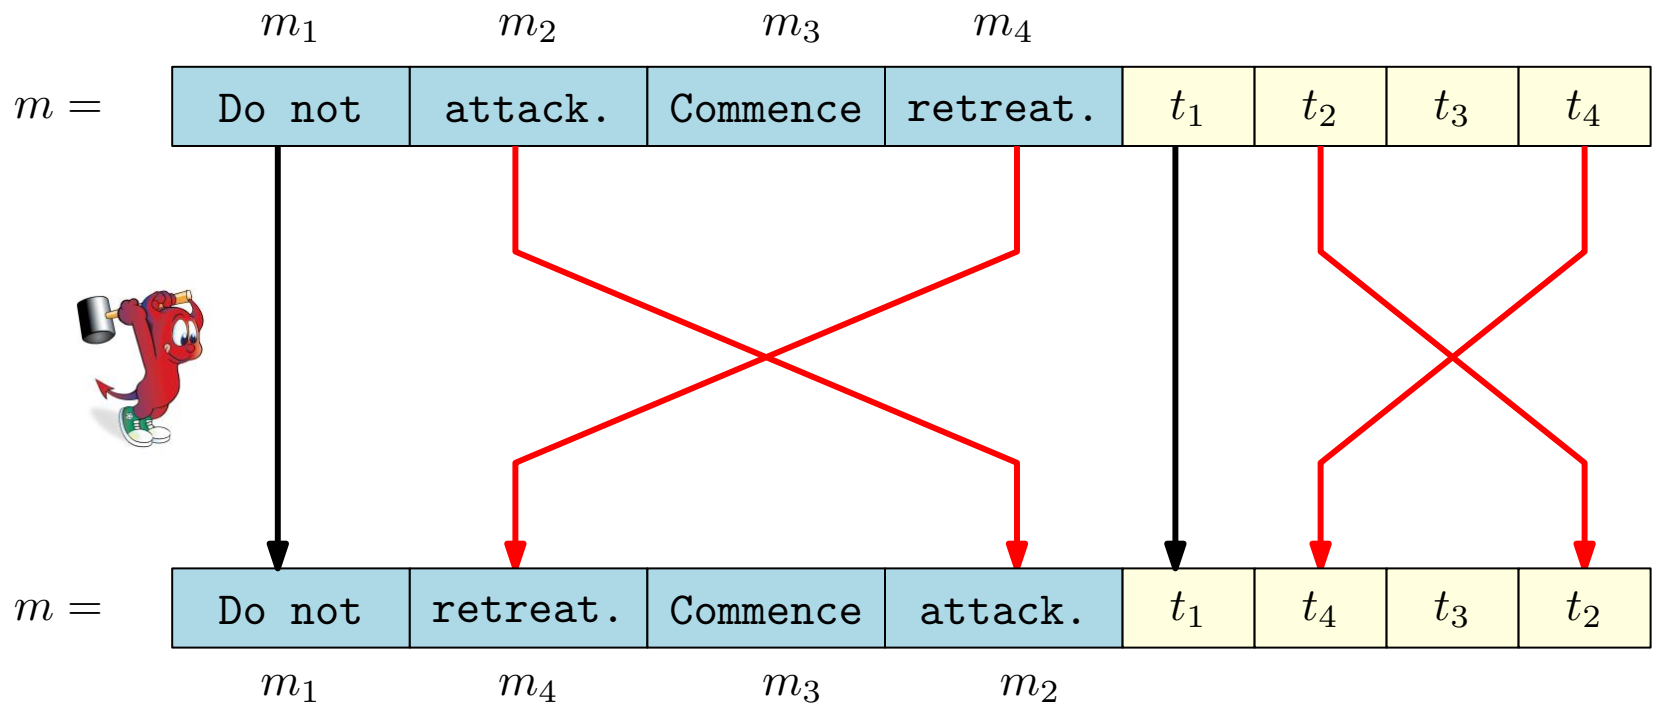 m₁ m₂ m₃ m₄
m = Do not attack. Commence retreat. t₁ t₂ t₃ t₄
m = Do not retreat. Commence attack. t₁ t₄ t₃ t₂
m₁ m₄ m₃ m₂